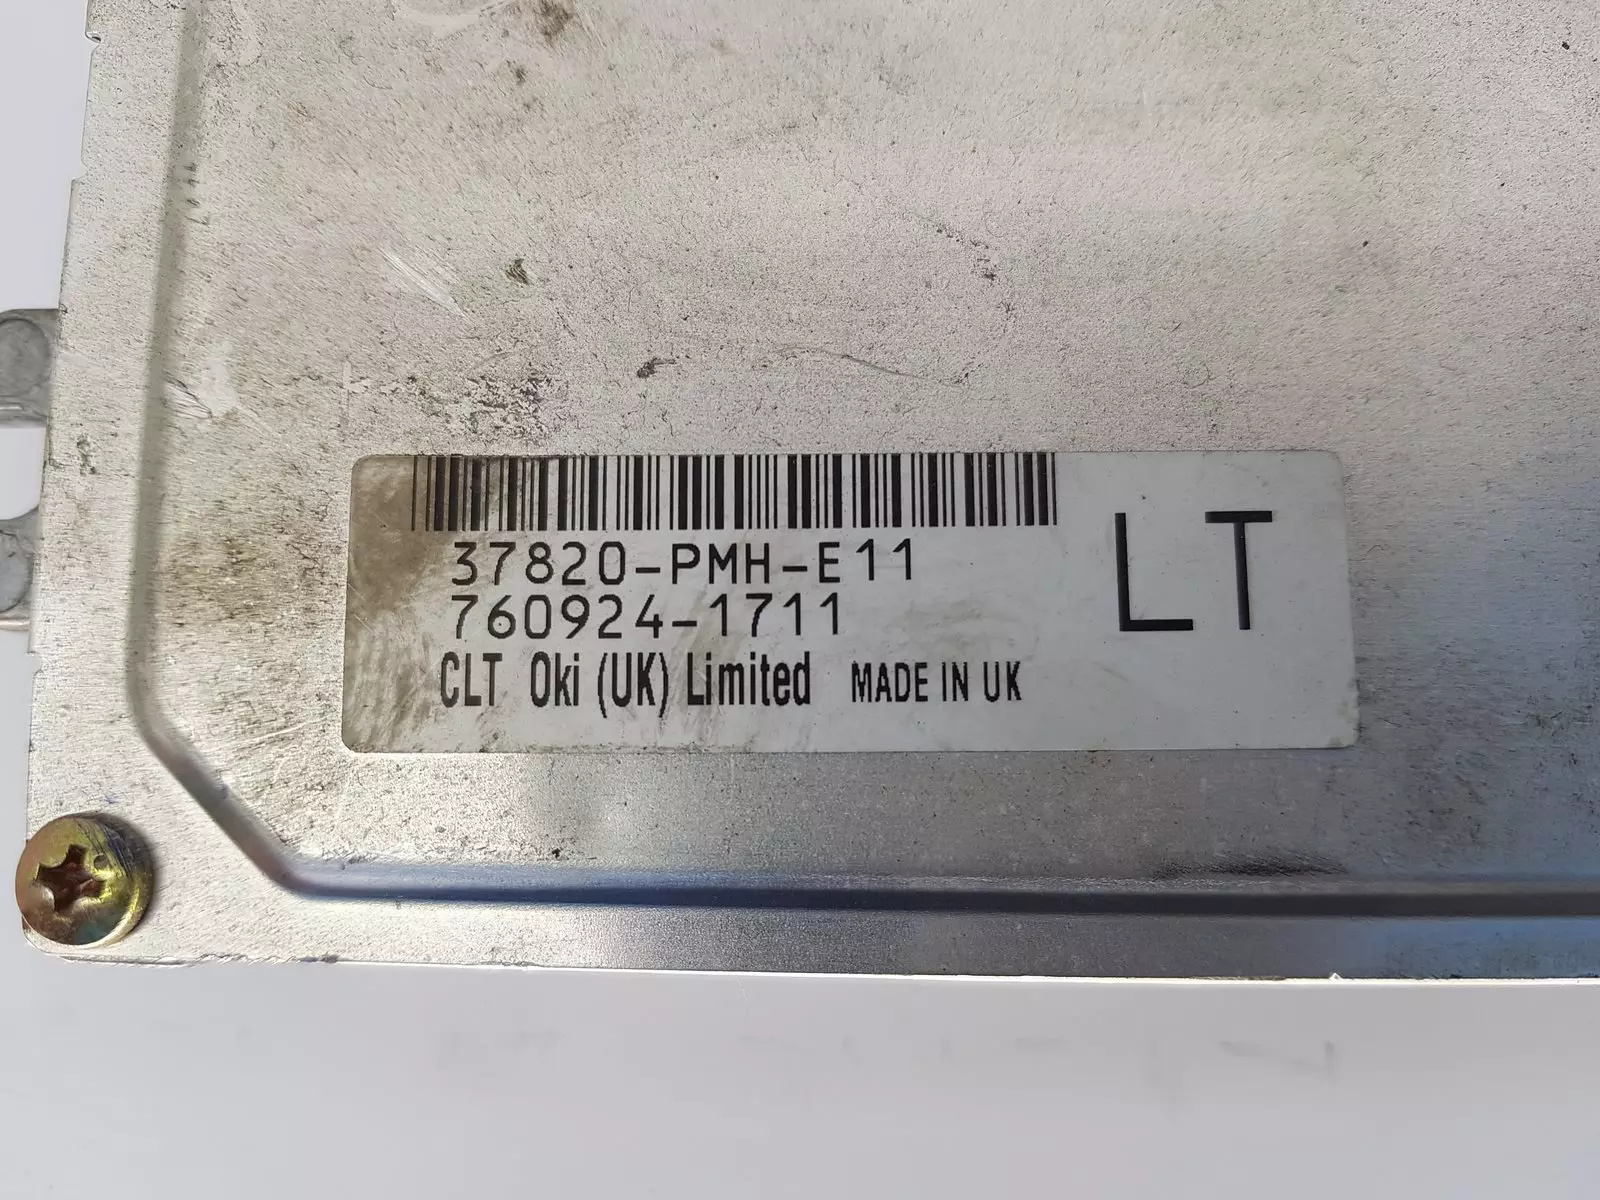 37820-PMH-E11
760924-1711
CLT Oki (UK) Limited MADE IN UK
LT